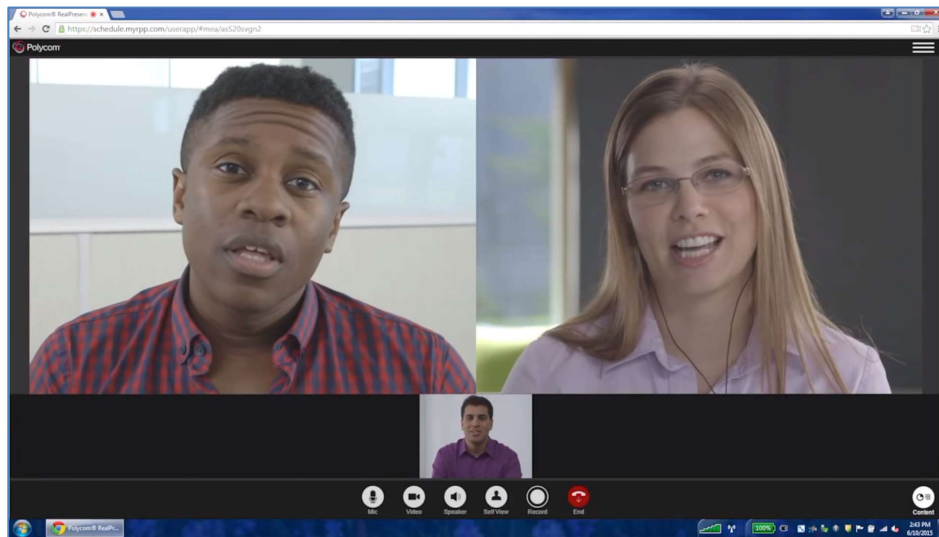 Polycom® RealPresen
https://schedule.myrpp.com/userapp/#mea/as520svgn2
Polycom
Mic
Video
Speaker
Self View
Record
End
Content
Polycom® RealPr...
100%
2:43 PM
6/10/2015